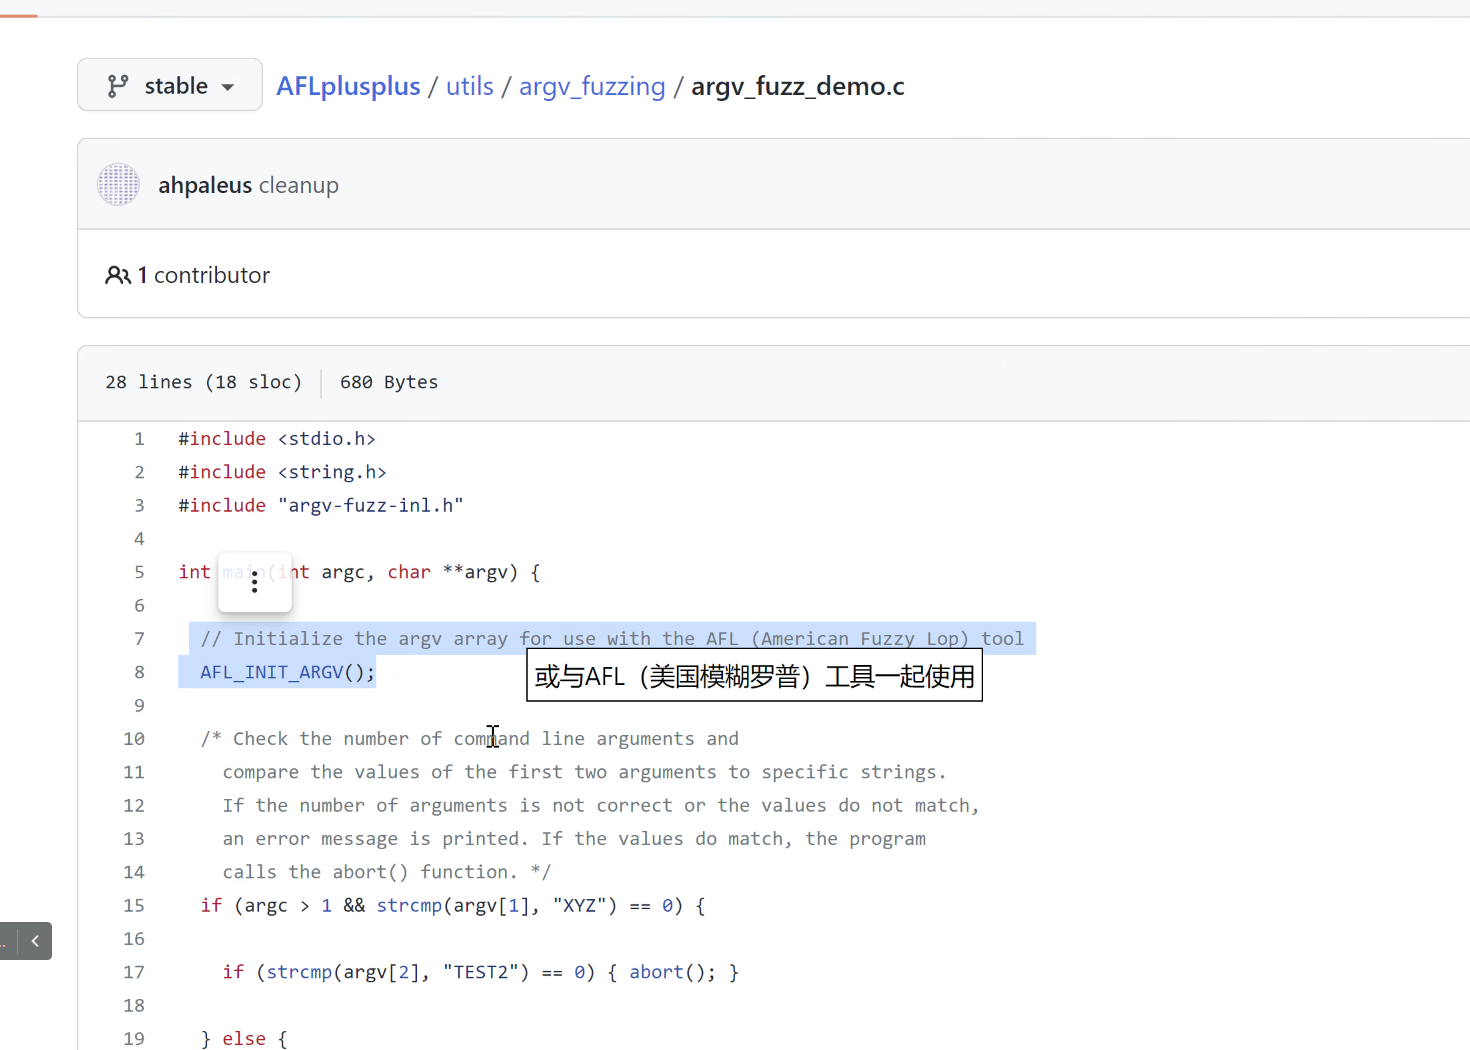 stable
AFLplusplus / utils / argv_fuzzing / argv_fuzz_demo.c
ahpaleus cleanup
1 contributor
28 lines (18 sloc) 680 Bytes
1 #include <stdio.h>
2 #include <string.h>
3 #include "argv-fuzz-inl.h"
4
5 int main(int argc, char **argv) {
6
7 // Initialize the argv array for use with the AFL (American Fuzzy Lop) tool
8 AFL_INIT_ARGV();
或与AFL（美国模糊罗普）工具一起使用
9
10 /* Check the number of command line arguments and
11 compare the values of the first two arguments to specific strings.
12 If the number of arguments is not correct or the values do not match,
13 an error message is printed. If the values do match, the program
14 calls the abort() function. */
15 if (argc > 1 && strcmp(argv[1], "XYZ") == 0) {
16
17 if (strcmp(argv[2], "TEST2") == 0) { abort(); }
18
19 } else {